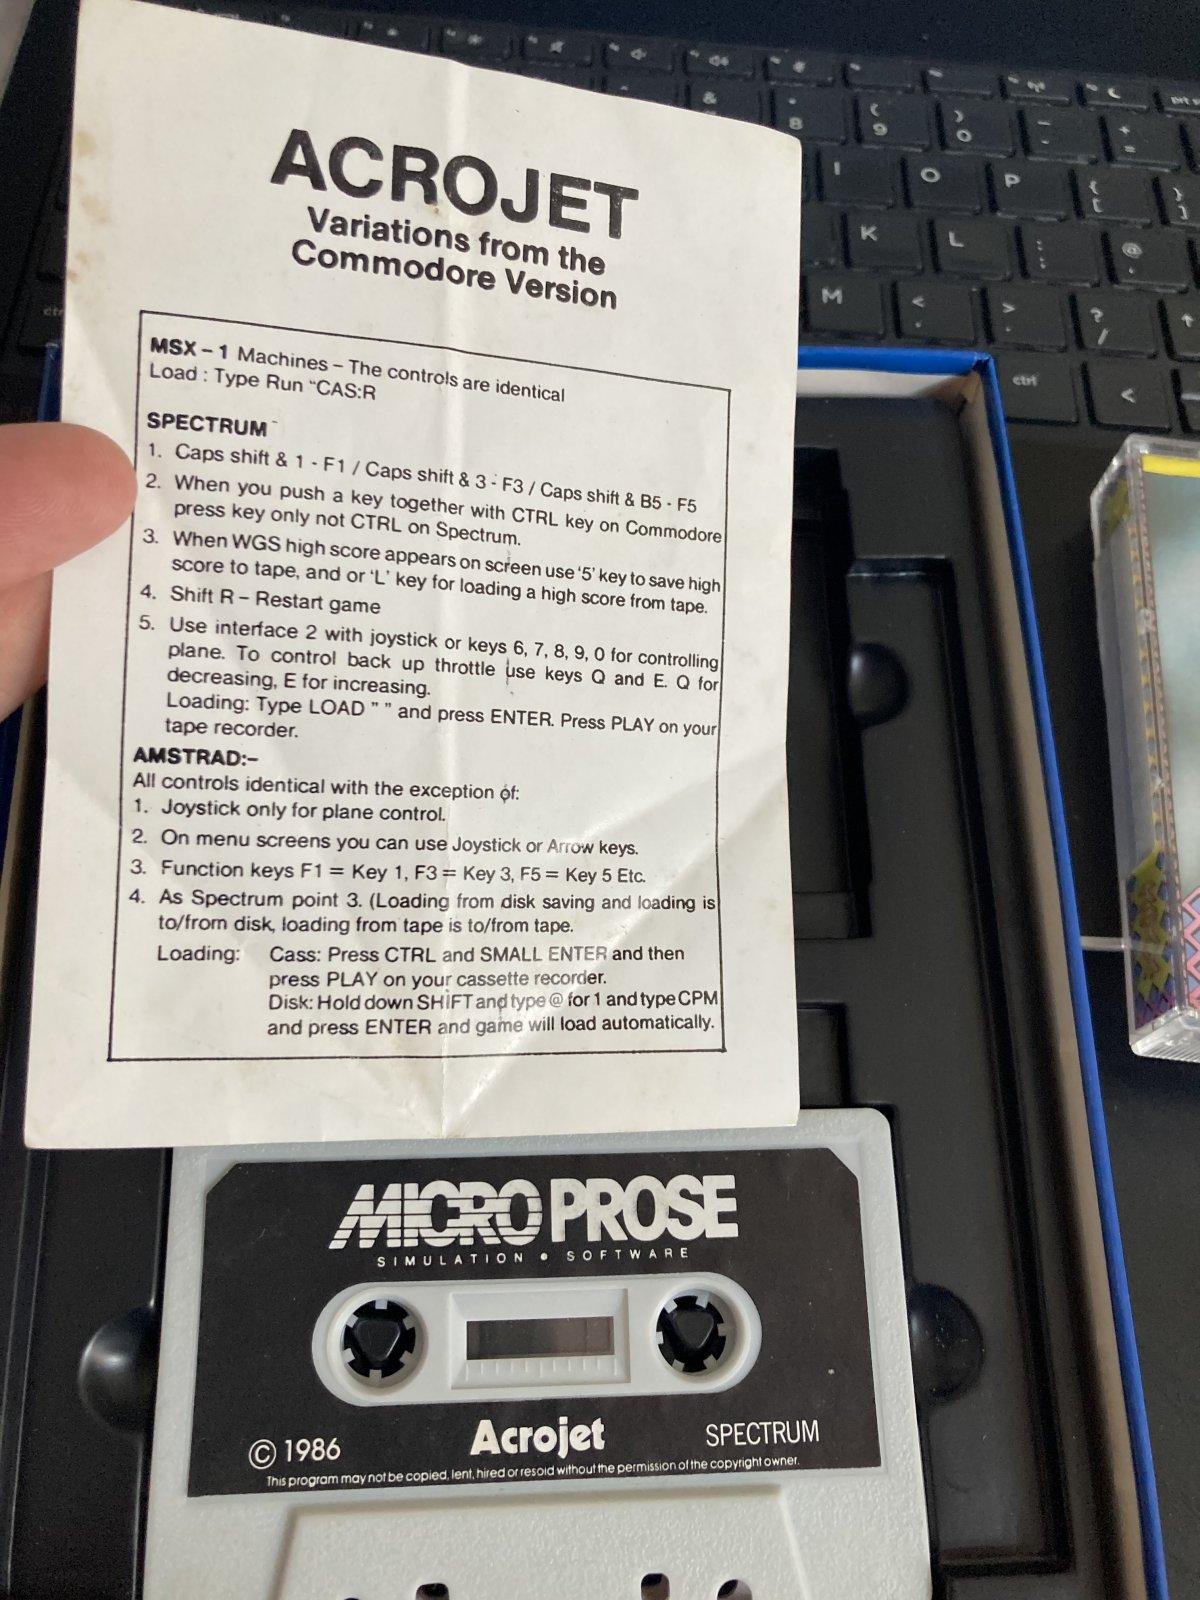 ACROJET
Variations from the
Commodore Version
MSX – 1 Machines – The controls are identical
Load : Type Run "CAS:R
SPECTRUM
1. Caps shift & 1 - F1 / Caps shift & 3 - F3 / Caps shift & B5 - F5
2. When you push a key together with CTRL key on Commodore
press key only not CTRL on Spectrum.
3. When WGS high score appears on screen use '5' key to save high
score to tape, and or 'L' key for loading a high score from tape.
4. Shift R – Restart game
5. Use interface 2 with joystick or keys 6, 7, 8, 9, 0 for controlling
plane. To control back up throttle use keys Q and E. Q for
decreasing, E for increasing.
Loading: Type LOAD " " and press ENTER. Press PLAY on your
tape recorder.
AMSTRAD:–
All controls identical with the exception of:
1. Joystick only for plane control.
2. On menu screens you can use Joystick or Arrow keys.
3. Function keys F1 = Key 1, F3 = Key 3, F5 = Key 5 Etc.
4. As Spectrum point 3. (Loading from disk saving and loading is
to/from disk, loading from tape is to/from tape.
Loading: Cass: Press CTRL and SMALL ENTER and then
press PLAY on your cassette recorder.
Disk: Hold down SHIFT and type @ for 1 and type CPM
and press ENTER and game will load automatically.
MICRO PROSE
SIMULATION • SOFTWARE
© 1986
Acrojet
SPECTRUM
This program may not be copied, lent, hired or resold without the permission of the copyright owner.
& * ( ) _ +
8 9 0 - =
I O P { }
[ ]
K L : @
;
M < > ?
, . /
ctrl <